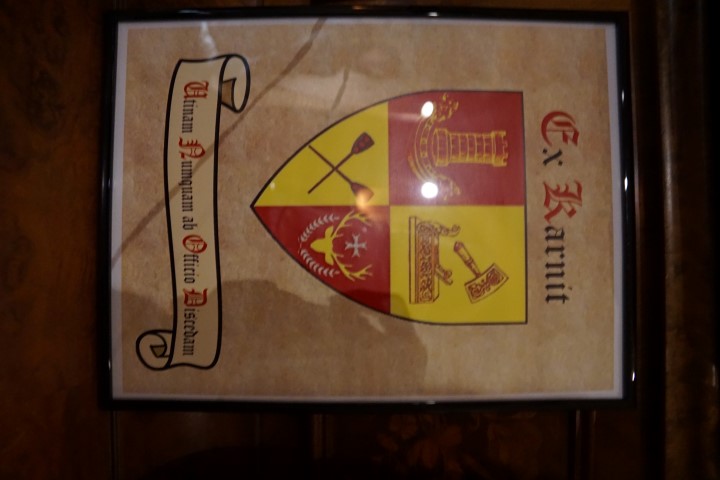 Ex Karnit
Utinam Numquam ab Officio Discedam